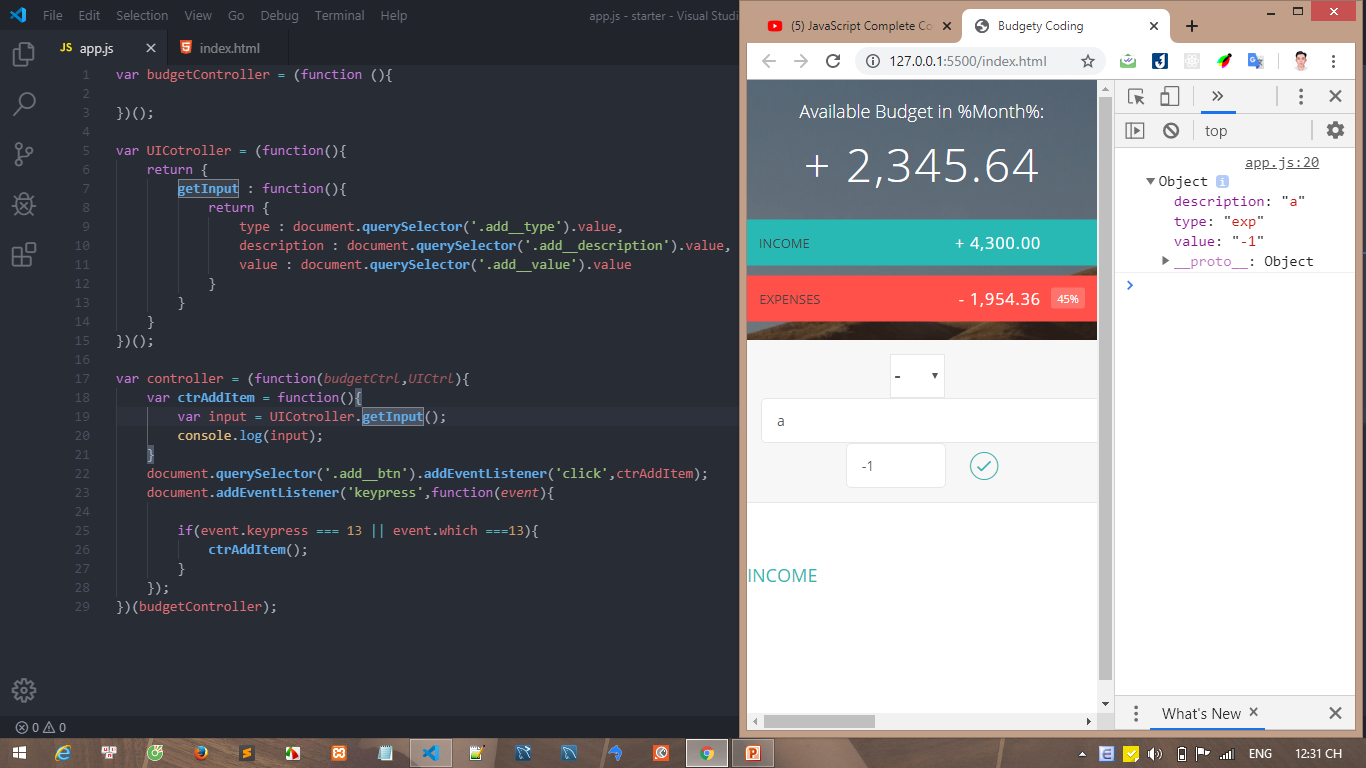 File Edit Selection View Go Debug Terminal Help app.js - starter - Visual Studi
JS app.js × index.html
1 var budgetController = (function (){
2
3 })();
4
5 var UICotroller = (function(){
6 return {
7 getInput : function(){
8 return {
9 type : document.querySelector('.add__type').value,
10 description : document.querySelector('.add__description').value,
11 value : document.querySelector('.add__value').value
12 }
13 }
14 }
15 })();
16
17 var controller = (function(budgetCtrl,UICtrl){
18 var ctrAddItem = function(){
19 var input = UICotroller.getInput();
20 console.log(input);
21 }
22 document.querySelector('.add__btn').addEventListener('click',ctrAddItem);
23 document.addEventListener('keypress',function(event){
24
25 if(event.keypress === 13 || event.which ===13){
26 ctrAddItem();
27 }
28 });
29 })(budgetController);
0 0
(5) JavaScript Complete Co
Budgety Coding
127.0.0.1:5500/index.html
Available Budget in %Month%:
+ 2,345.64
INCOME + 4,300.00
EXPENSES - 1,954.36 45%
-
a
-1
INCOME
top
app.js:20
Object i
description: "a"
type: "exp"
value: "-1"
__proto__: Object
What's New
ENG 12:31 CH